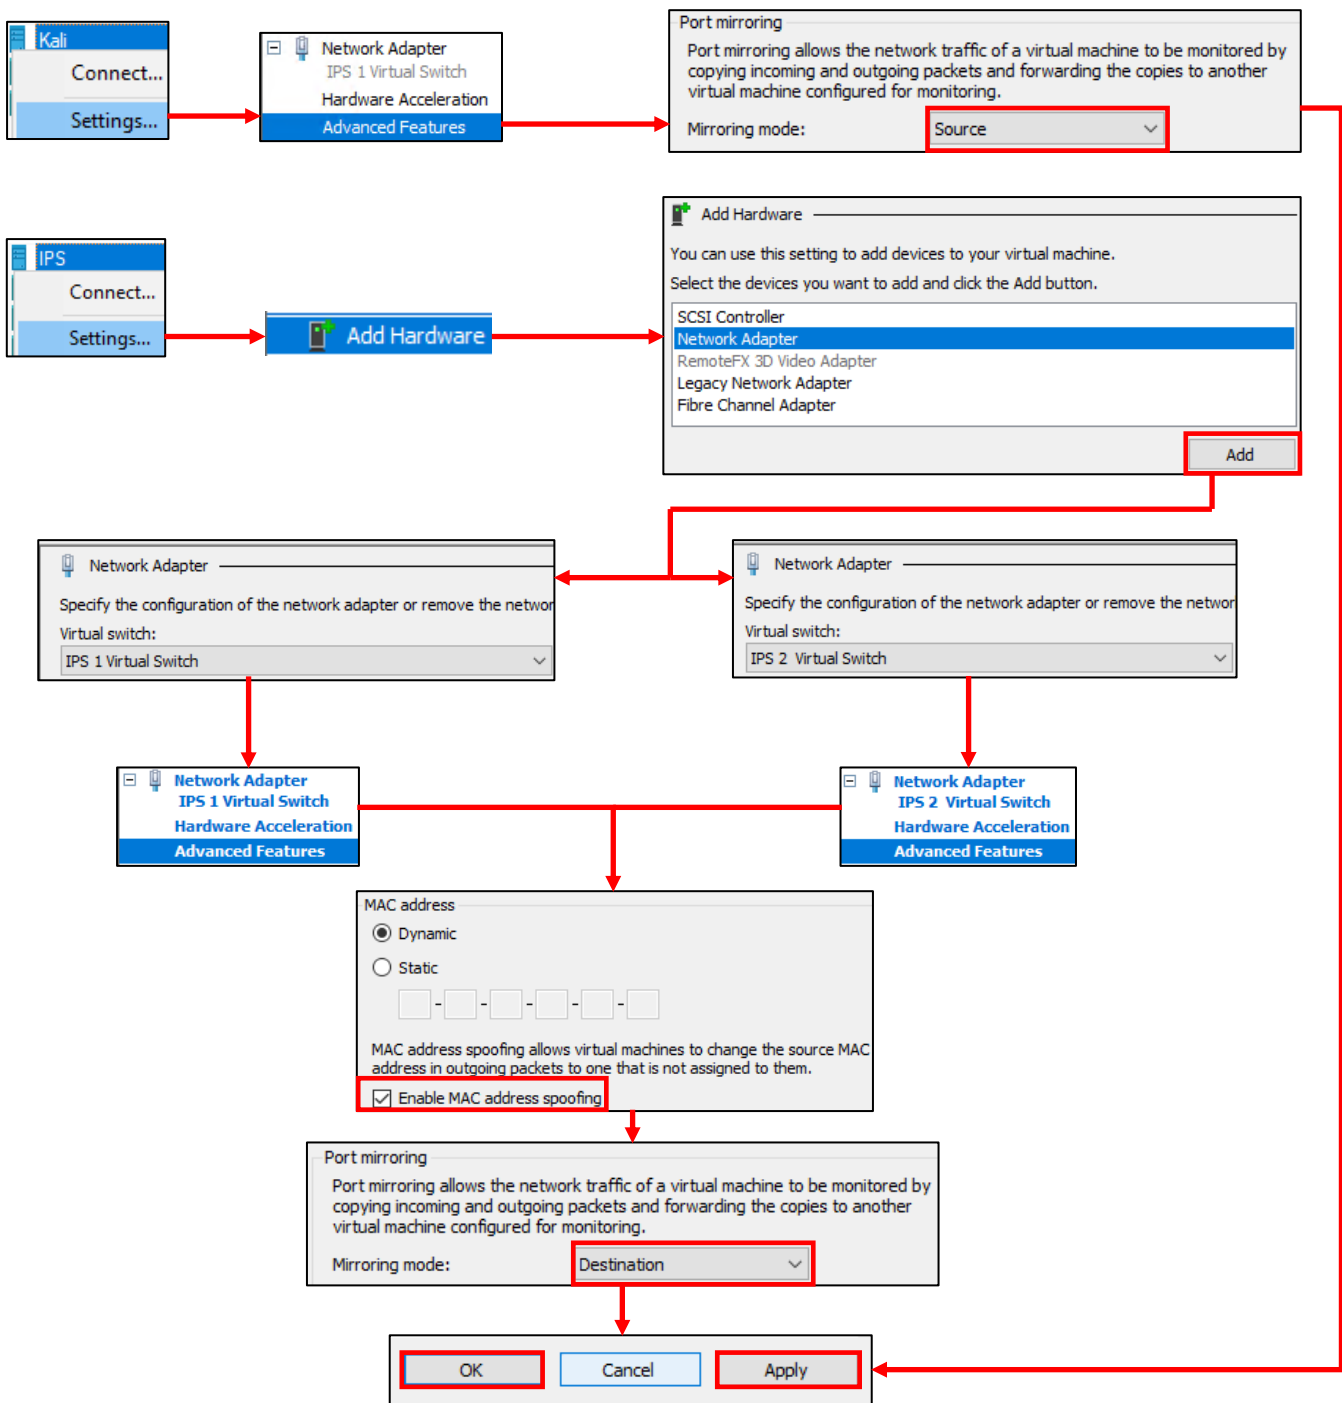 Kali
Connect...
Settings...
Network Adapter
IPS 1 Virtual Switch
Hardware Acceleration
Advanced Features
Port mirroring
Port mirroring allows the network traffic of a virtual machine to be monitored by
copying incoming and outgoing packets and forwarding the copies to another
virtual machine configured for monitoring.
Mirroring mode: Source
IPS
Connect...
Settings...
Add Hardware
Add Hardware
You can use this setting to add devices to your virtual machine.
Select the devices you want to add and click the Add button.
SCSI Controller
Network Adapter
RemoteFX 3D Video Adapter
Legacy Network Adapter
Fibre Channel Adapter
Add
Network Adapter
Specify the configuration of the network adapter or remove the networ
Virtual switch:
IPS 1 Virtual Switch
Network Adapter
Specify the configuration of the network adapter or remove the networ
Virtual switch:
IPS 2 Virtual Switch
Network Adapter
IPS 1 Virtual Switch
Hardware Acceleration
Advanced Features
Network Adapter
IPS 2 Virtual Switch
Hardware Acceleration
Advanced Features
MAC address
Dynamic
Static
- - - - -
MAC address spoofing allows virtual machines to change the source MAC
address in outgoing packets to one that is not assigned to them.
Enable MAC address spoofing
Port mirroring
Port mirroring allows the network traffic of a virtual machine to be monitored by
copying incoming and outgoing packets and forwarding the copies to another
virtual machine configured for monitoring.
Mirroring mode: Destination
OK Cancel Apply